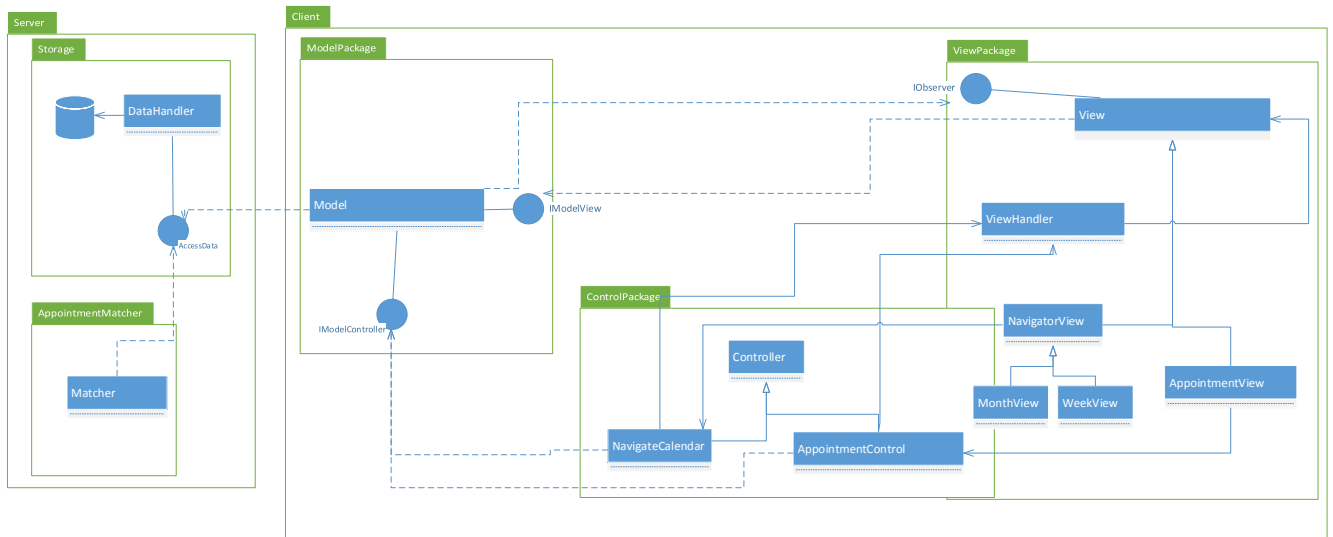 Server
Storage
DataHandler
AccessData
AppointmentMatcher
Matcher
Client
ModelPackage
Model
IModelView
IModelController
ViewPackage
IObserver
View
ViewHandler
ControlPackage
NavigatorView
Controller
MonthView
WeekView
AppointmentView
NavigateCalendar
AppointmentControl